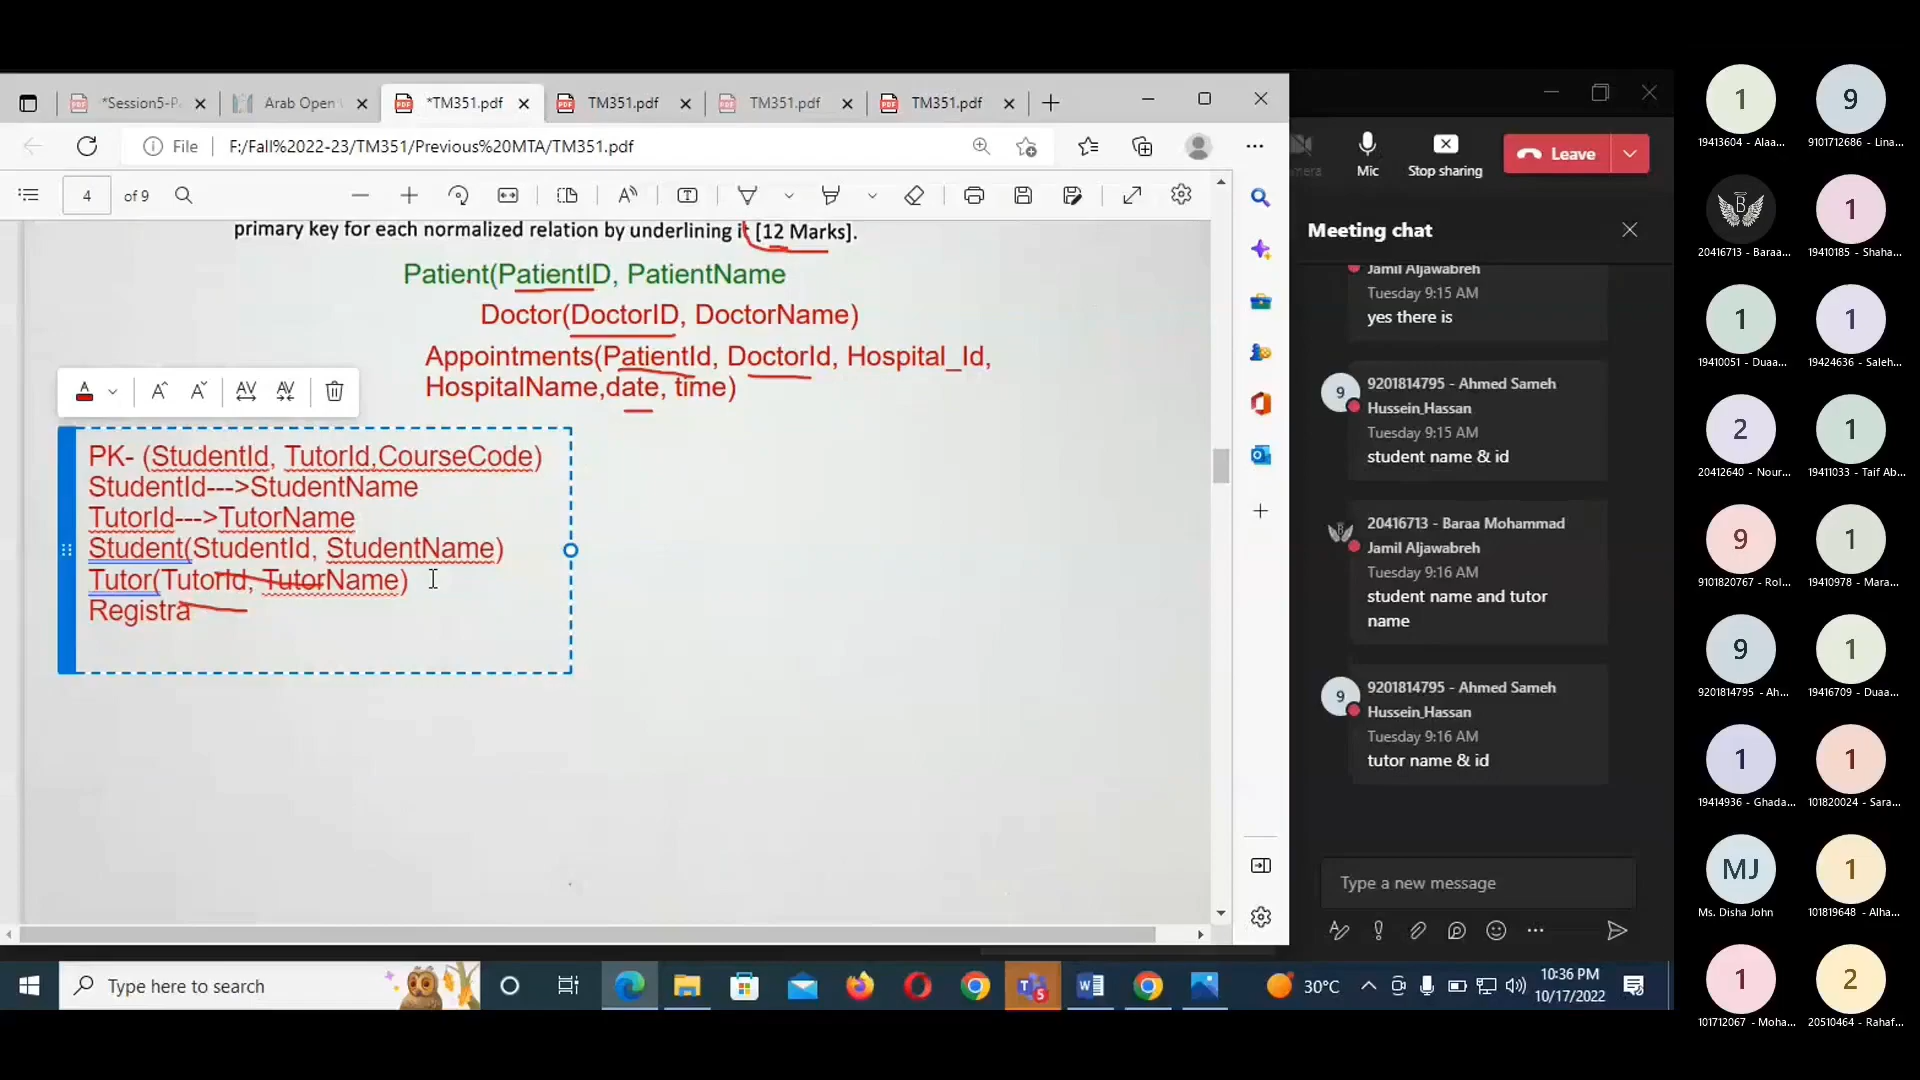 *Session5-P
Arab Open
*TM351.pdf
TM351.pdf
TM351.pdf
TM351.pdf
File
F:/Fall%2022-23/TM351/Previous%20MTA/TM351.pdf
4 of 9
primary key for each normalized relation by underlining it [12 Marks].
Patient(PatientID, PatientName
Doctor(DoctorID, DoctorName)
Appointments(PatientId, DoctorId, Hospital_Id,
HospitalName,date, time)
PK- (StudentId, TutorId,CourseCode)
StudentId--->StudentName
TutorId--->TutorName
Student(StudentId, StudentName)
Tutor(TutorId, TutorName)
Registra
Mic
Stop sharing
Leave
Meeting chat
Jamil Aljawabreh
Tuesday 9:15 AM
yes there is
9
9201814795 - Ahmed Sameh
Hussein_Hassan
Tuesday 9:15 AM
student name & id
20416713 - Baraa Mohammad
Jamil Aljawabreh
Tuesday 9:16 AM
student name and tutor
name
9
9201814795 - Ahmed Sameh
Hussein_Hassan
Tuesday 9:16 AM
tutor name & id
Type a new message
1 9
19413604 - Alaa... 9101712686 - Lina...
B 1
20416713 - Baraa... 19410185 - Shaha...
1 1
19410051 - Duaa... 19424636 - Saleh...
2 1
20412640 - Nour... 19411033 - Taif Ab...
9 1
9101820767 - Rol... 19410978 - Mara...
9 1
9201814795 - Ah... 19416709 - Duaa...
1 1
19414936 - Ghada... 101820024 - Sara...
MJ 1
Ms. Disha John 101819648 - Alha...
1 2
101712067 - Moha... 20510464 - Rahaf...
Type here to search
30°C
10:36 PM
10/17/2022